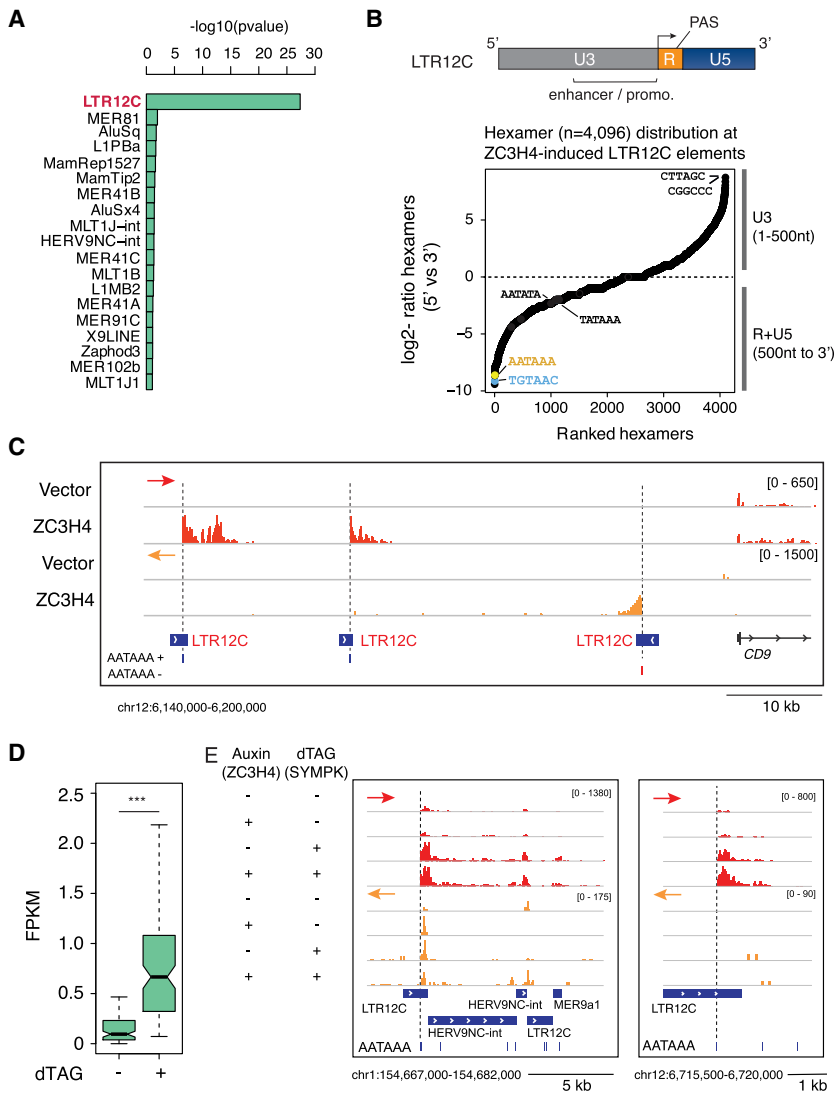 A
-log10(pvalue)
0 5 10 15 20 25 30
LTR12C
MER81
AluSq
L1PBa
MamRep1527
MamTip2
MER41B
AluSx4
MLT1J-int
HERV9NC-int
MER41C
MLT1B
L1MB2
MER41A
MER91C
X9LINE
Zaphod3
MER102b
MLT1J1
B
PAS
5' 3'
LTR12C U3 R U5
enhancer / promo.
Hexamer (n=4,096) distribution at
ZC3H4-induced LTR12C elements
log2- ratio hexamers
(5' vs 3')
5
0
-5
-10
CTTAGC
CGGCCC
AATATA
TATAAA
AATAAA
TGTAAC
U3
(1-500nt)
R+U5
(500nt to 3')
0 1000 2000 3000 4000
Ranked hexamers
C
Vector [0 - 650]
ZC3H4
Vector [0 - 1500]
ZC3H4
LTR12C LTR12C LTR12C
CD9
AATAAA +
AATAAA -
chr12:6,140,000-6,200,000
10 kb
D
FPKM
2.5
2.0
1.5
1.0
0.5
0
***
dTAG - +
E
Auxin dTAG
(ZC3H4) (SYMPK)
- -
+ -
- +
+ +
- -
+ -
- +
+ +
[0 - 1380]
[0 - 175]
LTR12C HERV9NC-int MER9a1
HERV9NC-int LTR12C
AATAAA
chr1:154,667,000-154,682,000
5 kb
[0 - 800]
[0 - 90]
LTR12C
AATAAA
chr12:6,715,500-6,720,000
1 kb